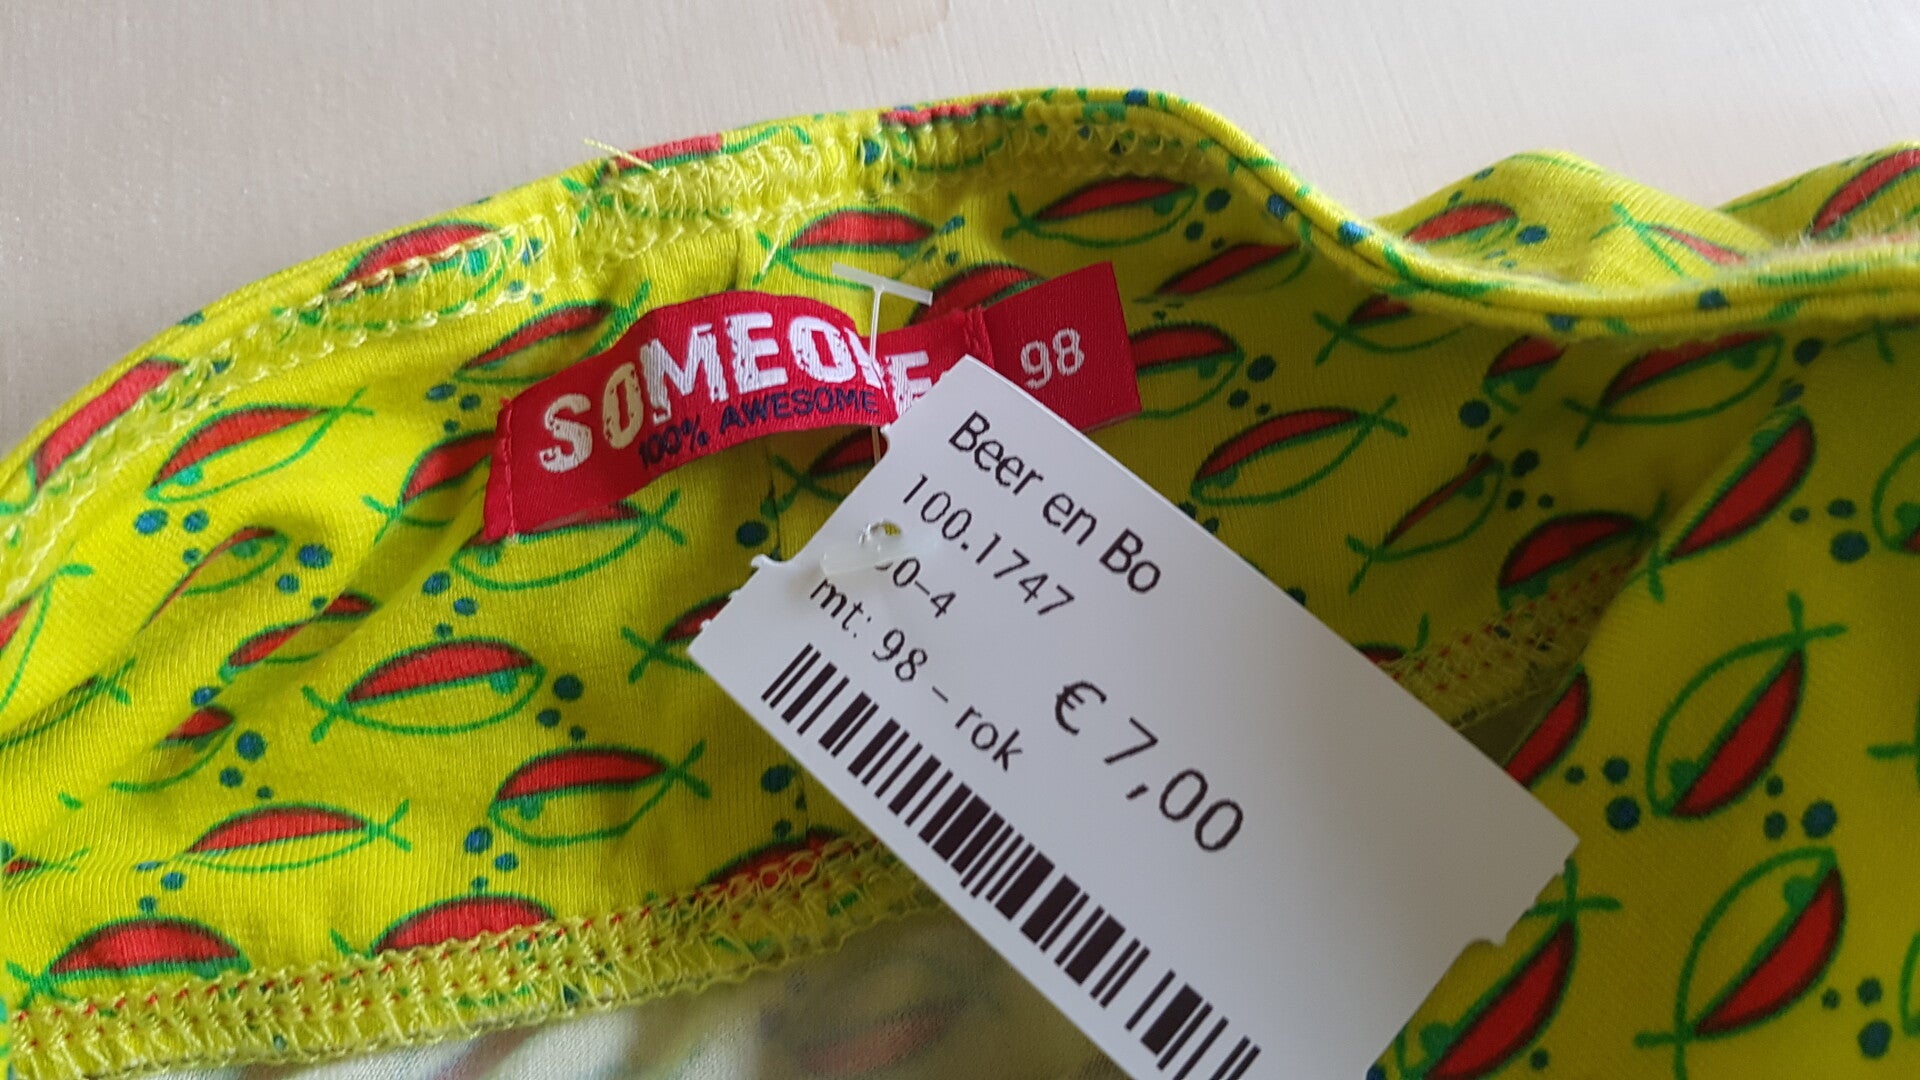 SOMEONE
100% AWESOME
98
Beer en Bo
100.1747
mt: 98 – rok
€ 7,00